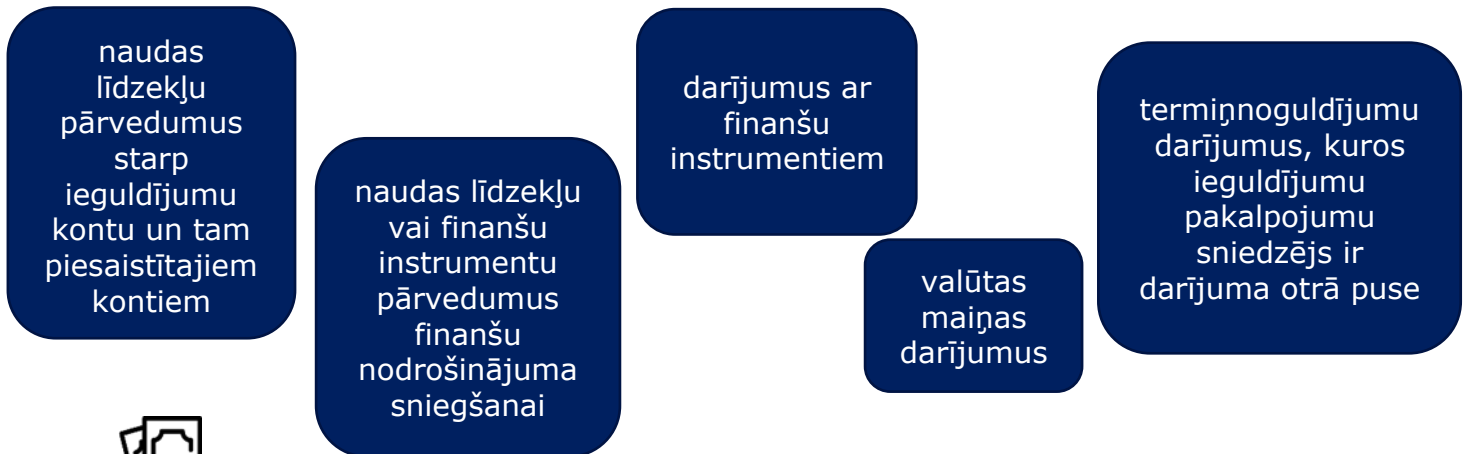 naudas
līdzekļu
pārvedumus
starp
ieguldījumu
kontu un tam
piesaistītajiem
kontiem
naudas līdzekļu
vai finanšu
instrumentu
pārvedumus
finanšu
nodrošinājuma
sniegšanai
darījumus ar
finanšu
instrumentiem
valūtas
maiņas
darījumus
termiņnoguldījumu
darījumus, kuros
ieguldījumu
pakalpojumu
sniedzējs ir
darījuma otrā puse